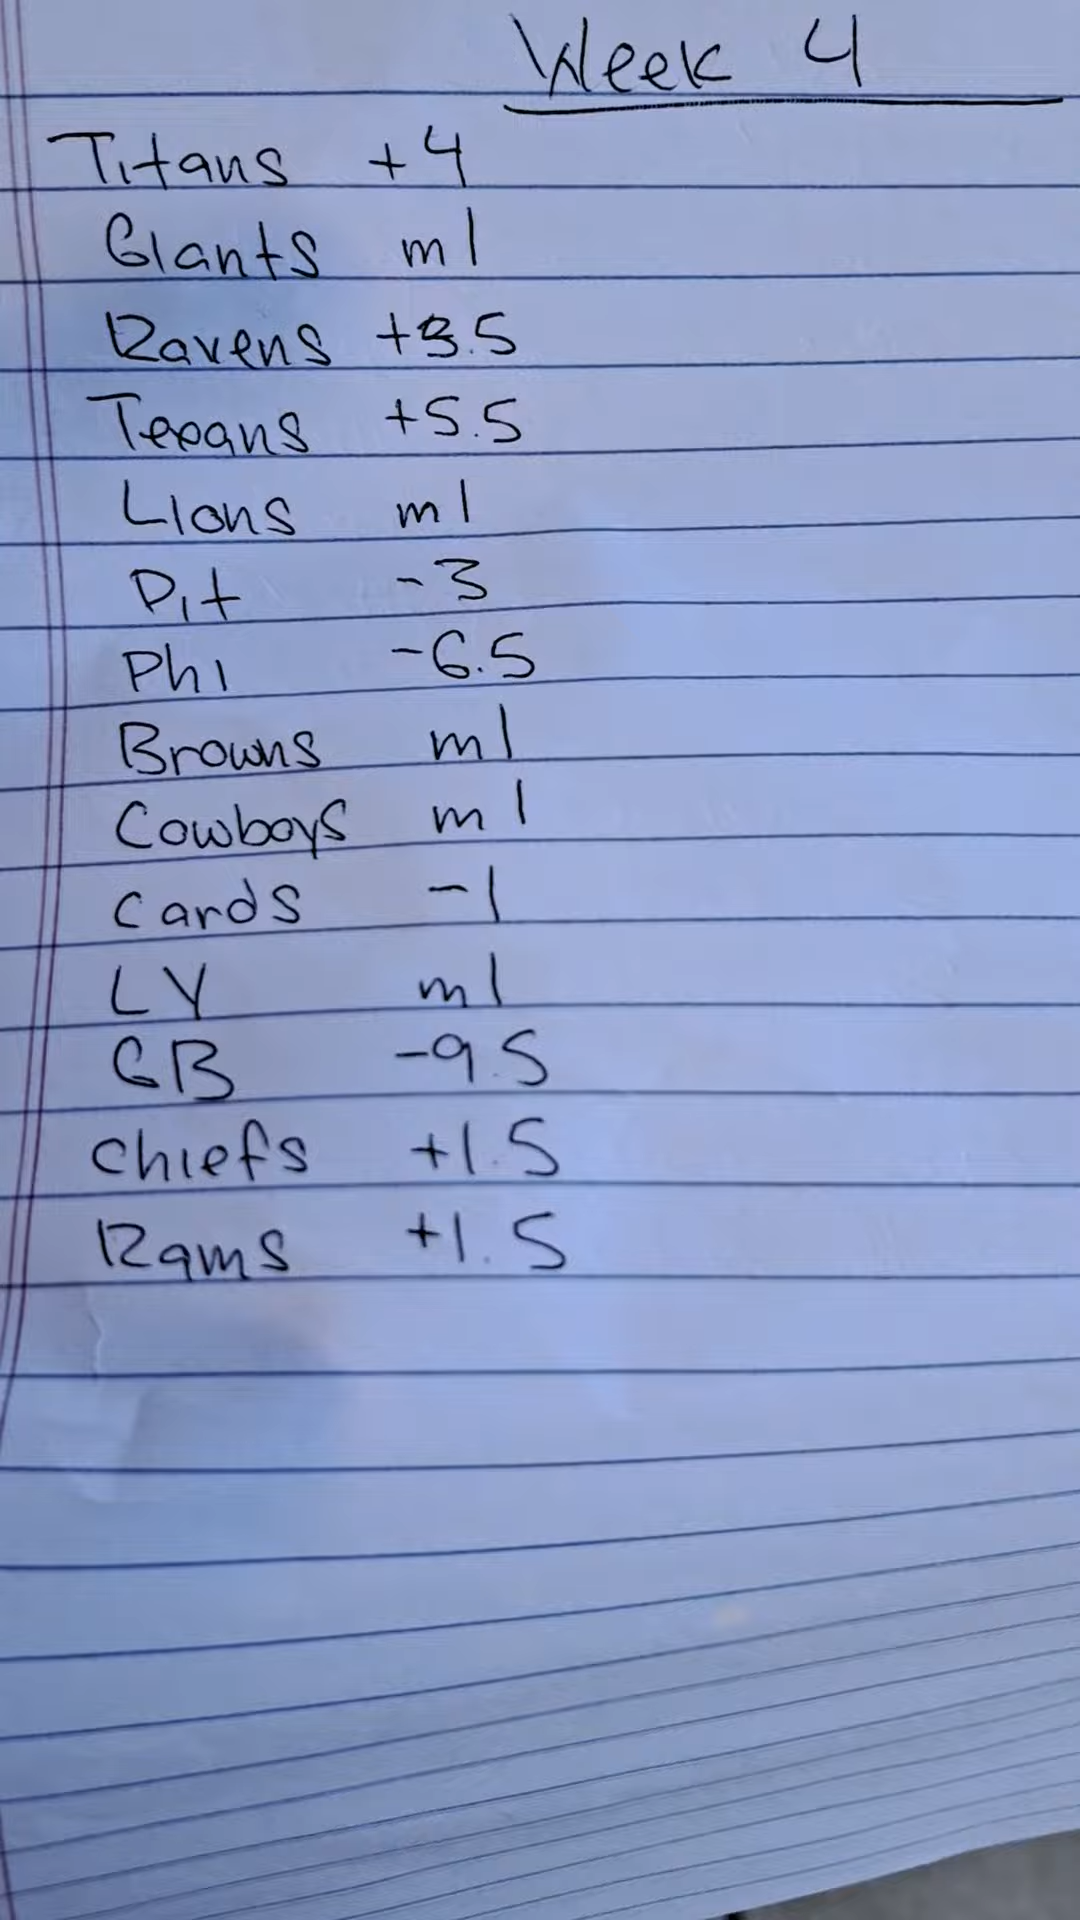 Week 4
Titans +4
Giants ml
Ravens +3.5
Texans +5.5
Lions ml
Pit -3
Phi -6.5
Browns ml
Cowboys ml
Cards -1
LV ml
GB -9.5
Chiefs +1.5
Rams +1.5